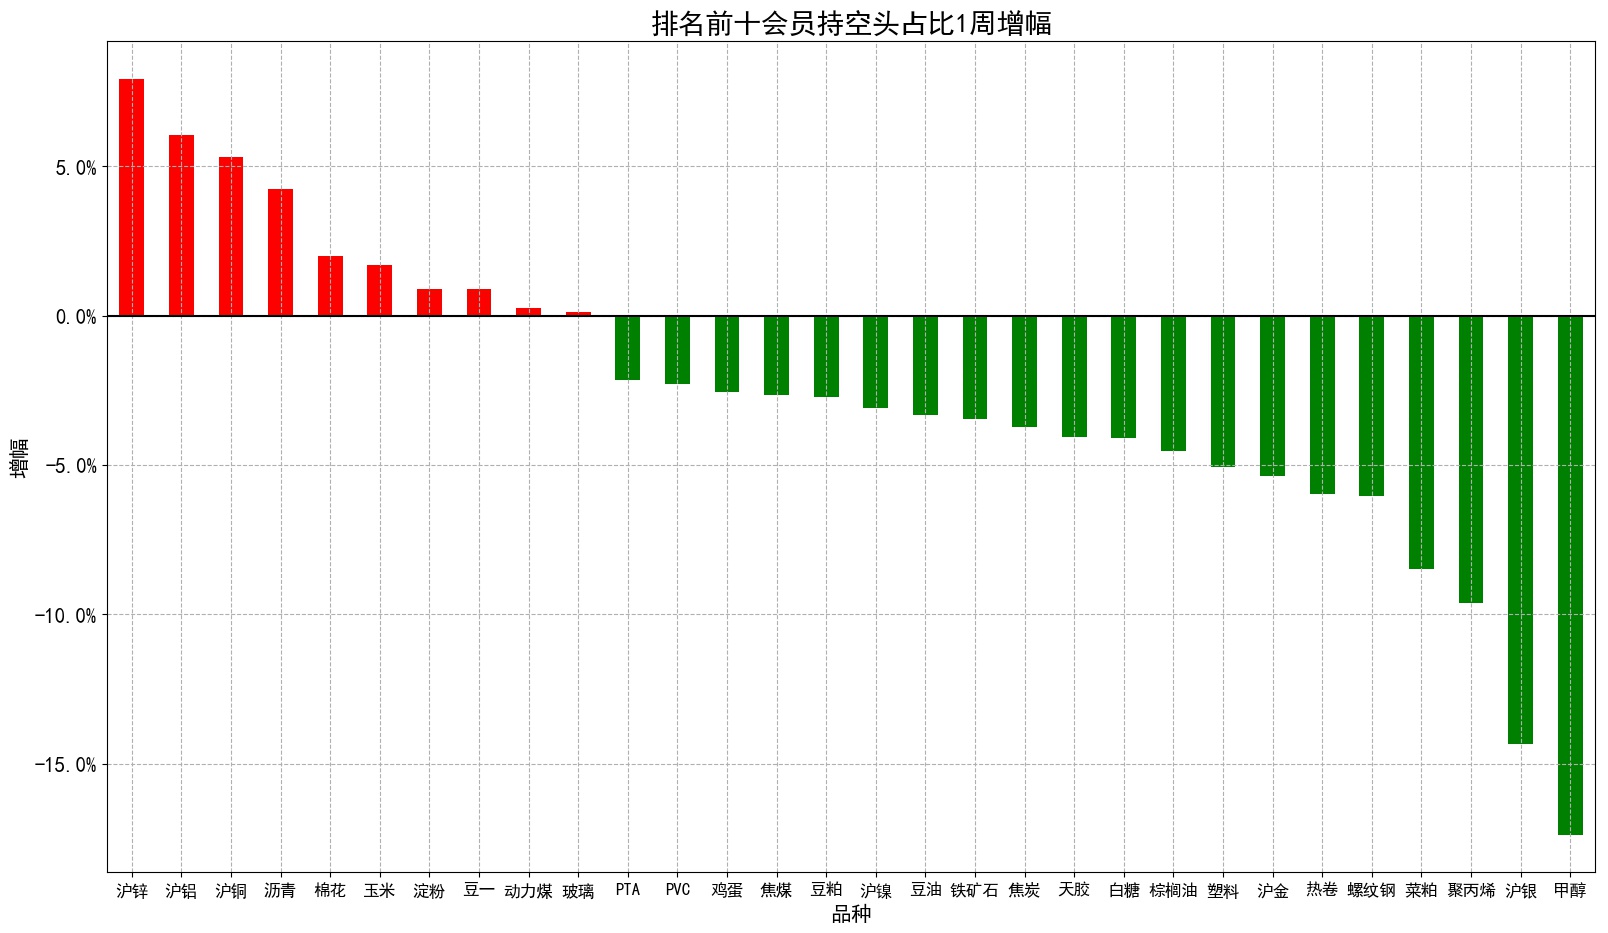 排名前十会员持空头占比1周增幅
5.0%
0.0%
-5.0%
-10.0%
-15.0%
增幅
沪锌 沪铝 沪铜 沥青 棉花 玉米 淀粉 豆一 动力煤 玻璃 PTA PVC 鸡蛋 焦煤 豆粕 沪镍 豆油 铁矿石 焦炭 天胶 白糖 棕榈油 塑料 沪金 热卷 螺纹钢 菜粕 聚丙烯 沪银 甲醇
品种